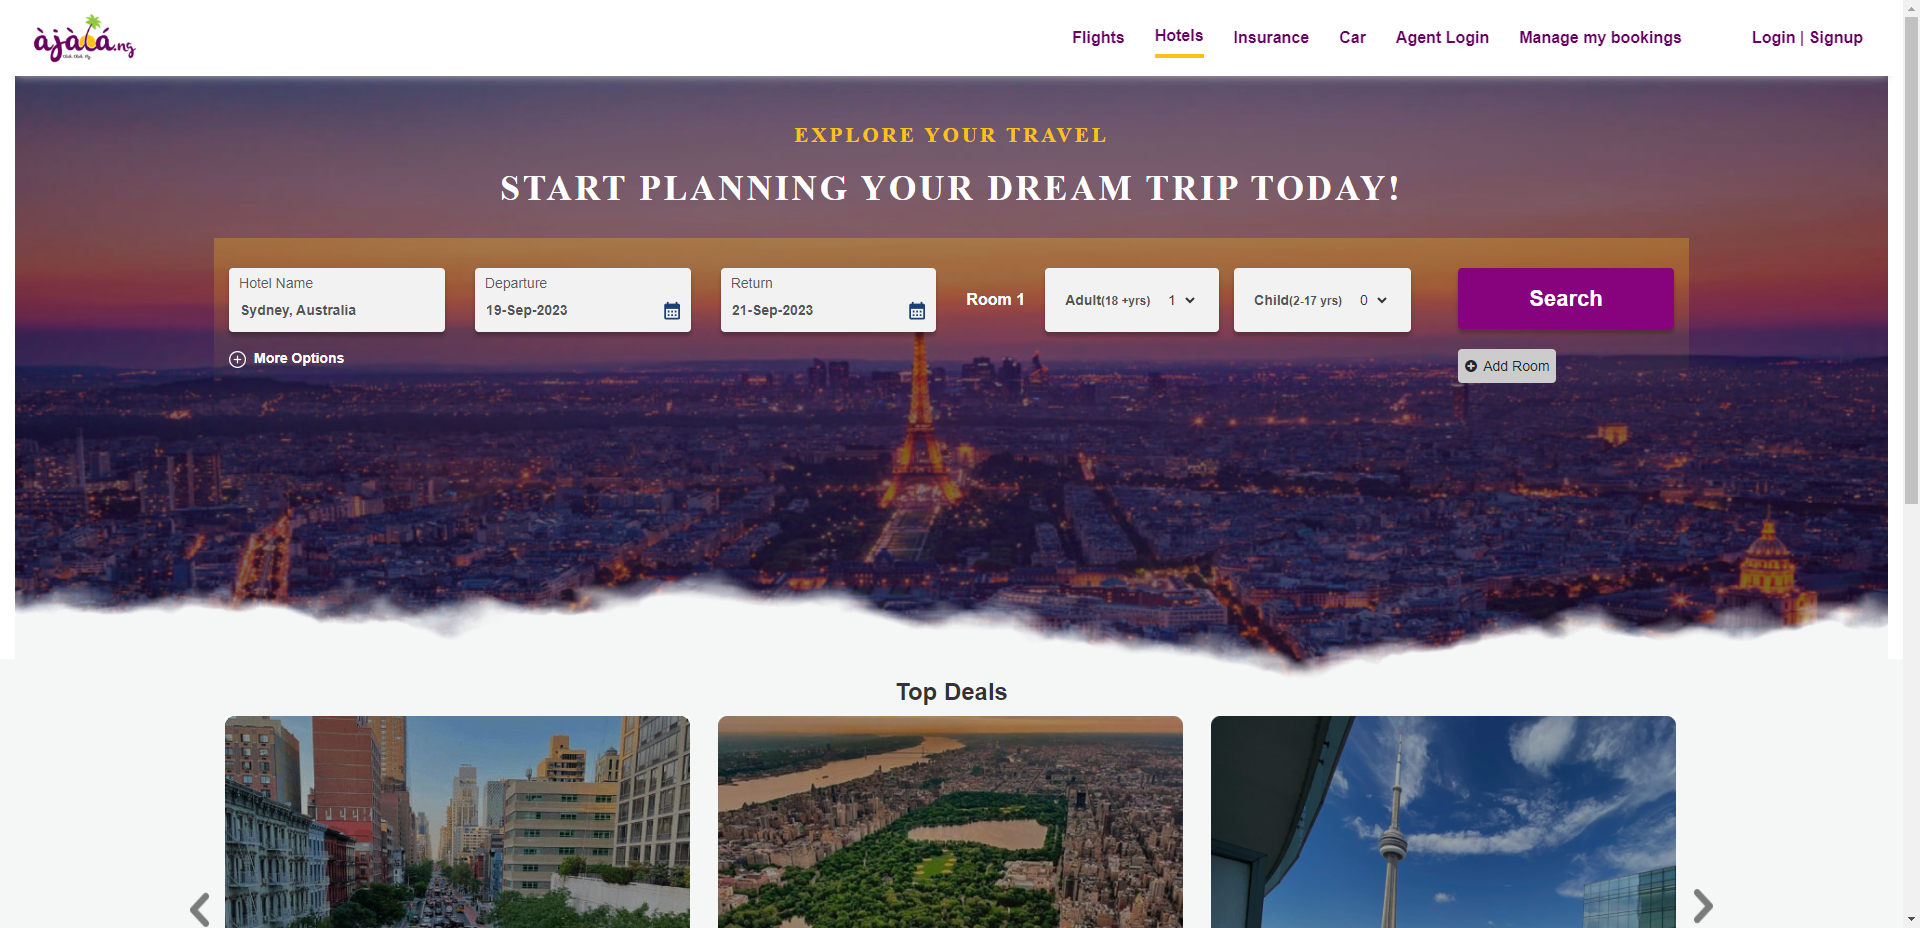 àjàlá.ng
Flights
Hotels
Insurance
Car
Agent Login
Manage my bookings
Login | Signup
EXPLORE YOUR TRAVEL
START PLANNING YOUR DREAM TRIP TODAY!
Hotel Name
Sydney, Australia
Departure
19-Sep-2023
Return
21-Sep-2023
Room 1
Adult(18 +yrs) 1
Child(2-17 yrs) 0
Search
More Options
Add Room
Top Deals